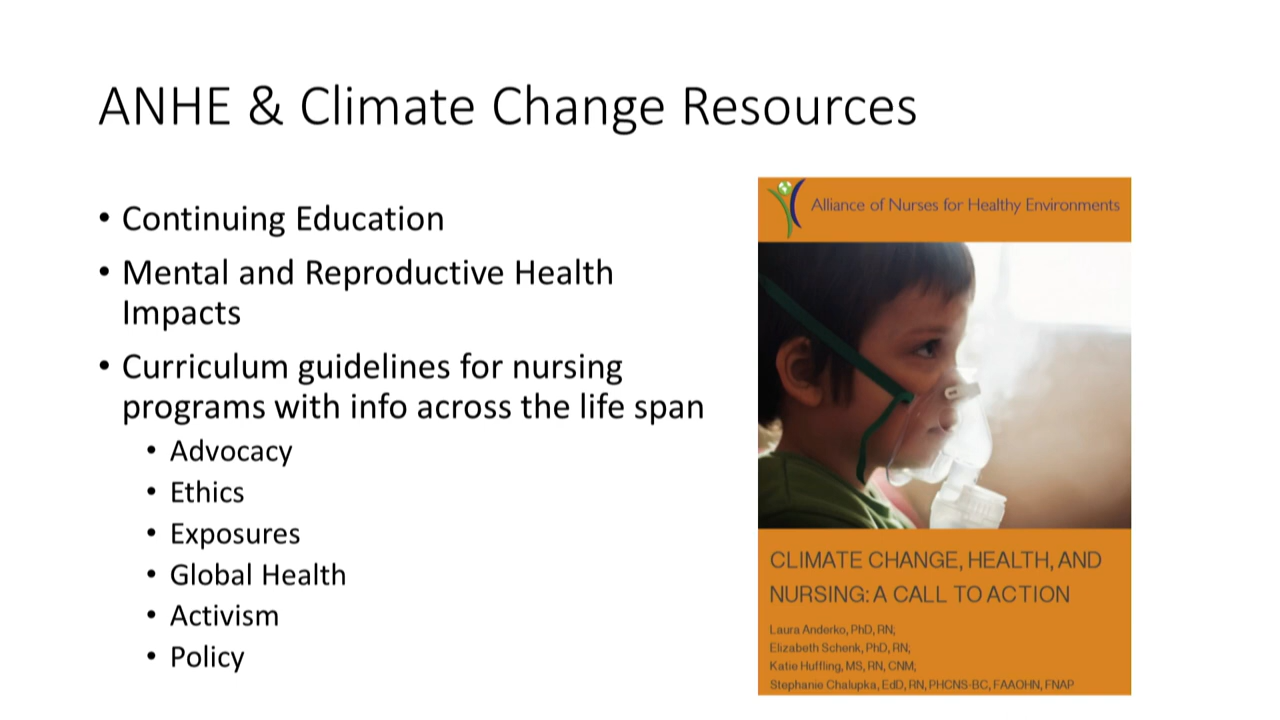 ANHE & Climate Change Resources
• Continuing Education
• Mental and Reproductive Health
Impacts
• Curriculum guidelines for nursing
programs with info across the life span
• Advocacy
• Ethics
• Exposures
• Global Health
• Activism
• Policy
Alliance of Nurses for Healthy Environments
CLIMATE CHANGE, HEALTH, AND
NURSING: A CALL TO ACTION
Laura Anderko, PhD, RN;
Elizabeth Schenk, PhD, RN;
Katie Huffling, MS, RN, CNM;
Stephanie Chalupka, EdD, RN, PHCNS-BC, FAAOHN, FNAP